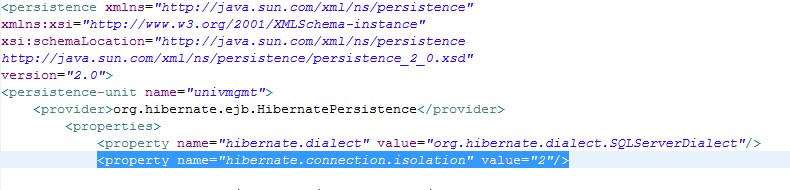 <persistence xmlns="http://java.sun.com/xml/ns/persistence"
xmlns:xsi="http://www.w3.org/2001/XMLSchema-instance"
xsi:schemaLocation="http://java.sun.com/xml/ns/persistence
http://java.sun.com/xml/ns/persistence/persistence_2_0.xsd"
version="2.0">
<persistence-unit name="univmgmt">
<provider>org.hibernate.ejb.HibernatePersistence</provider>
<properties>
<property name="hibernate.dialect" value="org.hibernate.dialect.SQLServerDialect"/>
<property name="hibernate.connection.isolation" value="2"/>